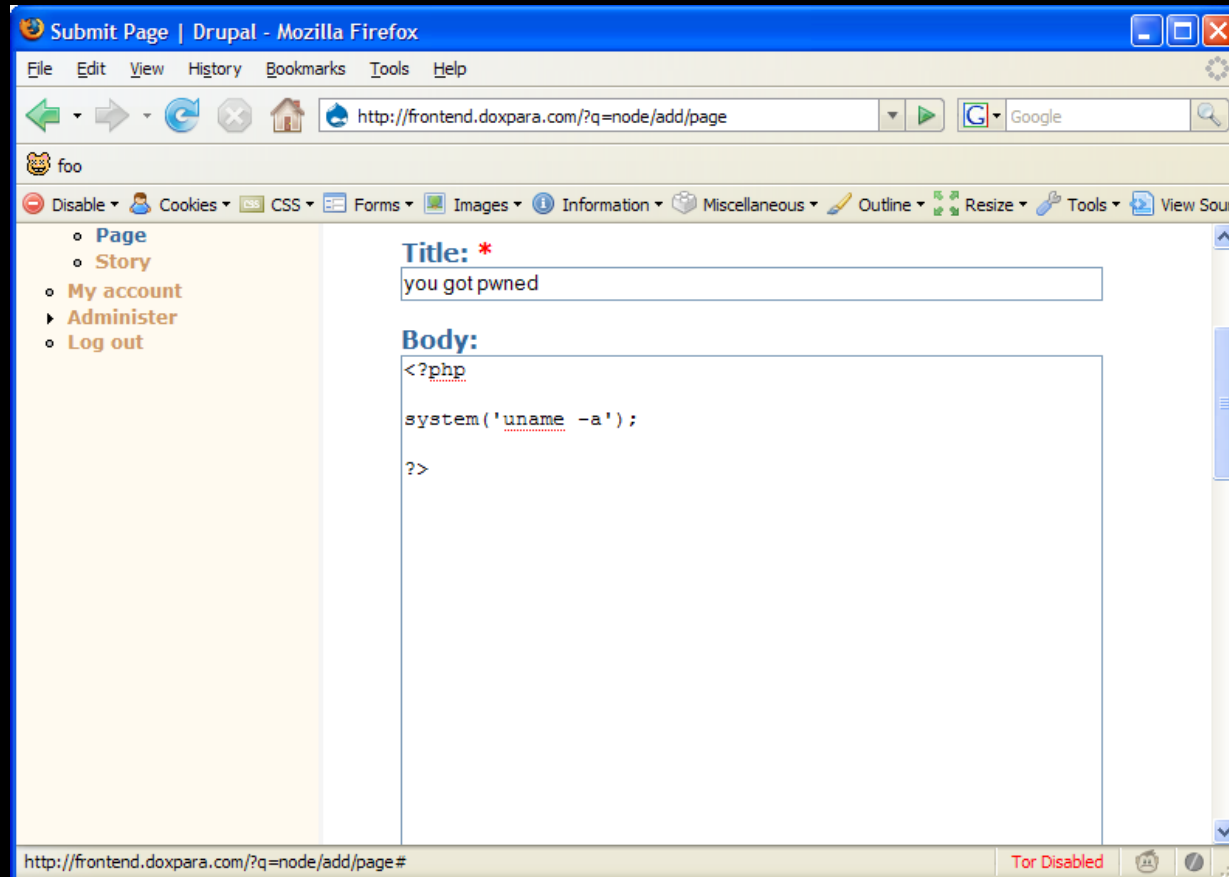 Submit Page | Drupal - Mozilla Firefox
File Edit View History Bookmarks Tools Help
http://frontend.doxpara.com/?q=node/add/page
G Google
foo
Disable Cookies CSS CSS Forms Images Information Miscellaneous Outline Resize Tools View Sou
Page
Story
My account
Administer
Log out
Title: *
you got pwned
Body:
<?php
system('uname -a');
?>
http://frontend.doxpara.com/?q=node/add/page#
Tor Disabled